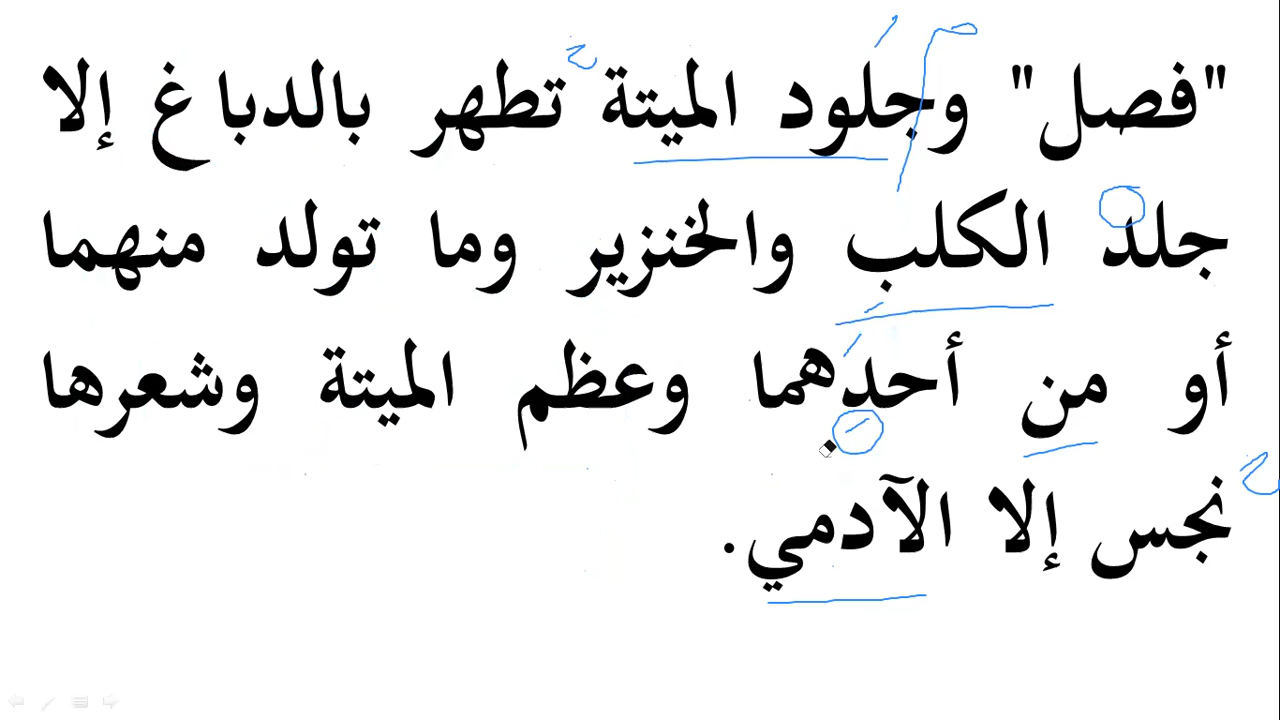 "فصل" وجلود الميتة تطهر بالدباغ إلا
جلد الكلب والخنزير وما تولد منهما
أو من أحدهما وعظم الميتة وشعرها
نجس إلا الآدمي.